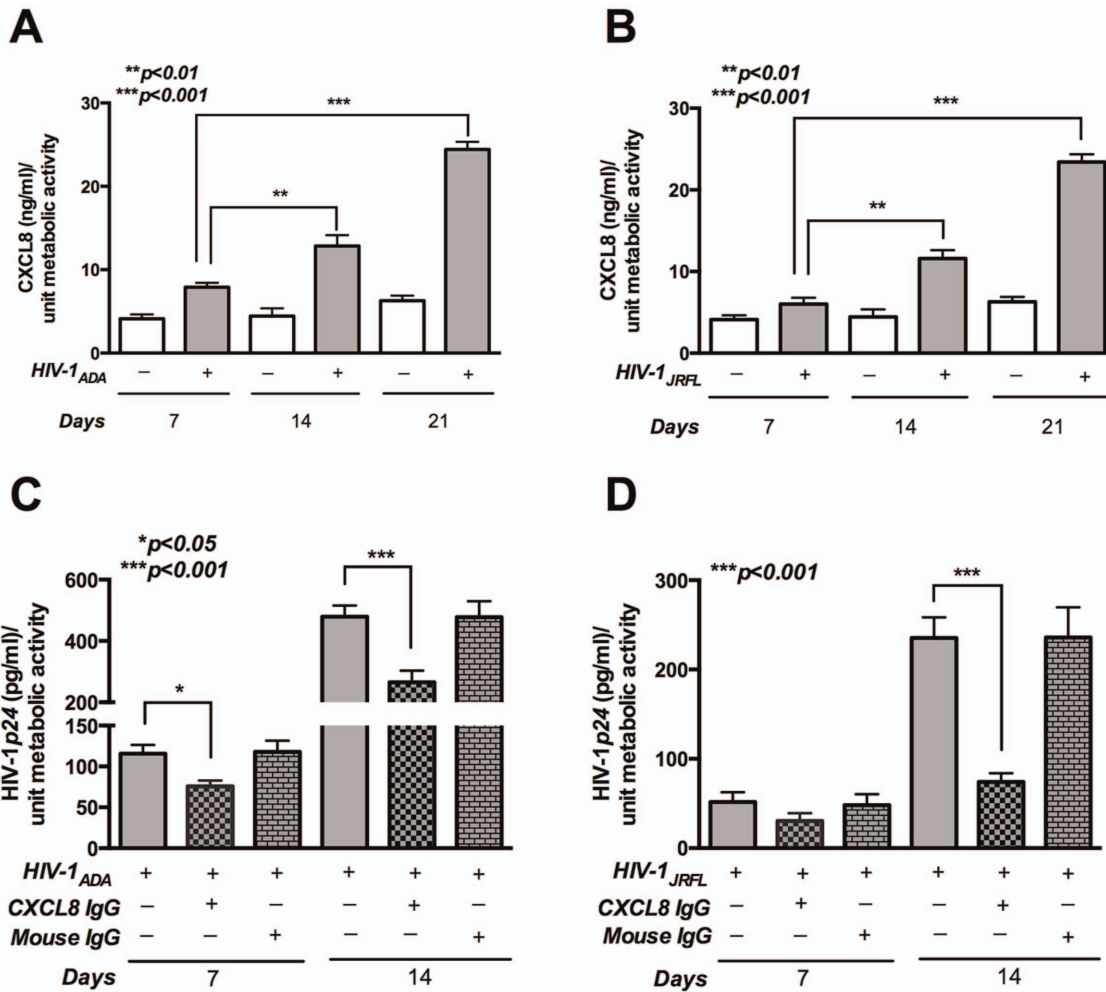 A
**p<0.01
***p<0.001
CXCL8 (ng/ml)/
unit metabolic activity
30
20
10
0
***
**
HIV-1ADA − + − + − +
Days 7 14 21
B
**p<0.01
***p<0.001
CXCL8 (ng/ml)/
unit metabolic activity
30
20
10
0
***
**
HIV-1JRFL − + − + − +
Days 7 14 21
C
*p<0.05
***p<0.001
HIV-1p24 (pg/ml)/
unit metabolic activity
600
400
200
150
100
50
0
*
***
HIV-1ADA + + + + + +
CXCL8 IgG − + − − + −
Mouse IgG − − + − − +
Days 7 14
D
***p<0.001
HIV-1p24 (pg/ml)/
unit metabolic activity
300
200
100
0
***
HIV-1JRFL + + + + + +
CXCL8 IgG − + − − + −
Mouse IgG − − + − − +
Days 7 14